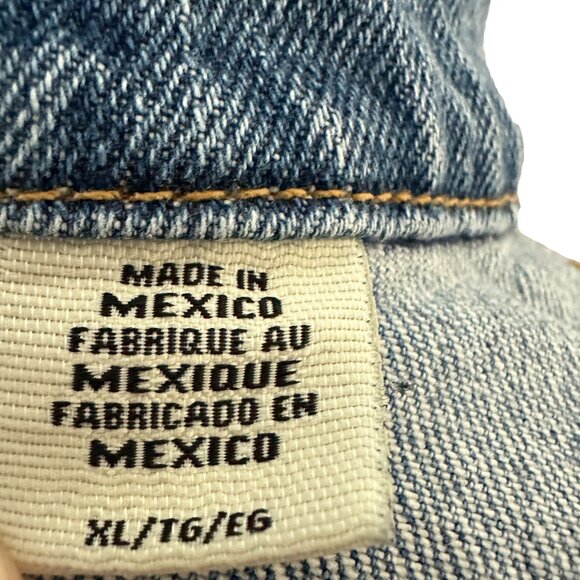 MADE IN
MEXICO
FABRIQUE AU
MEXIQUE
FABRICADO EN
MEXICO
XL/TG/EG